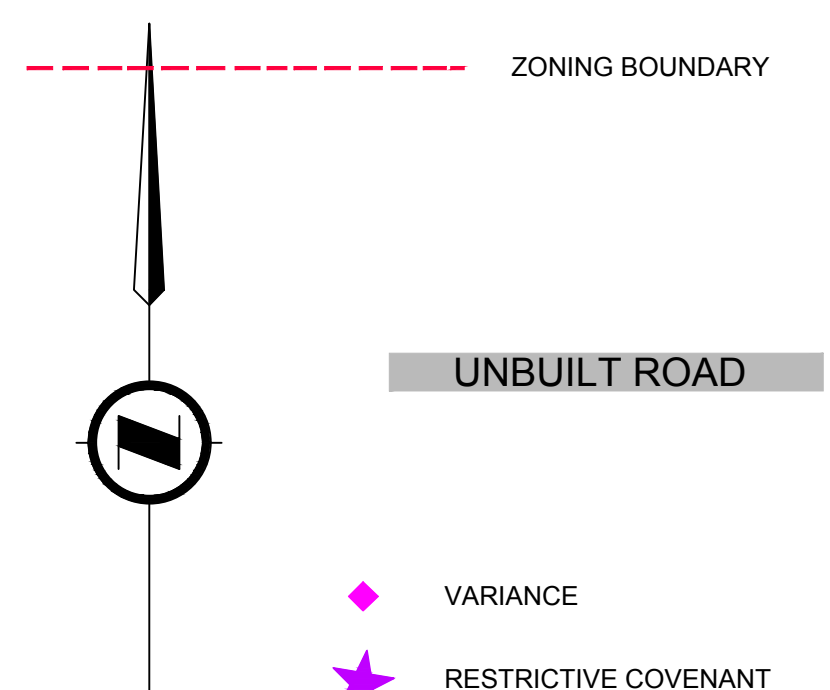 ZONING BOUNDARY
UNBUILT ROAD
N
VARIANCE
RESTRICTIVE COVENANT